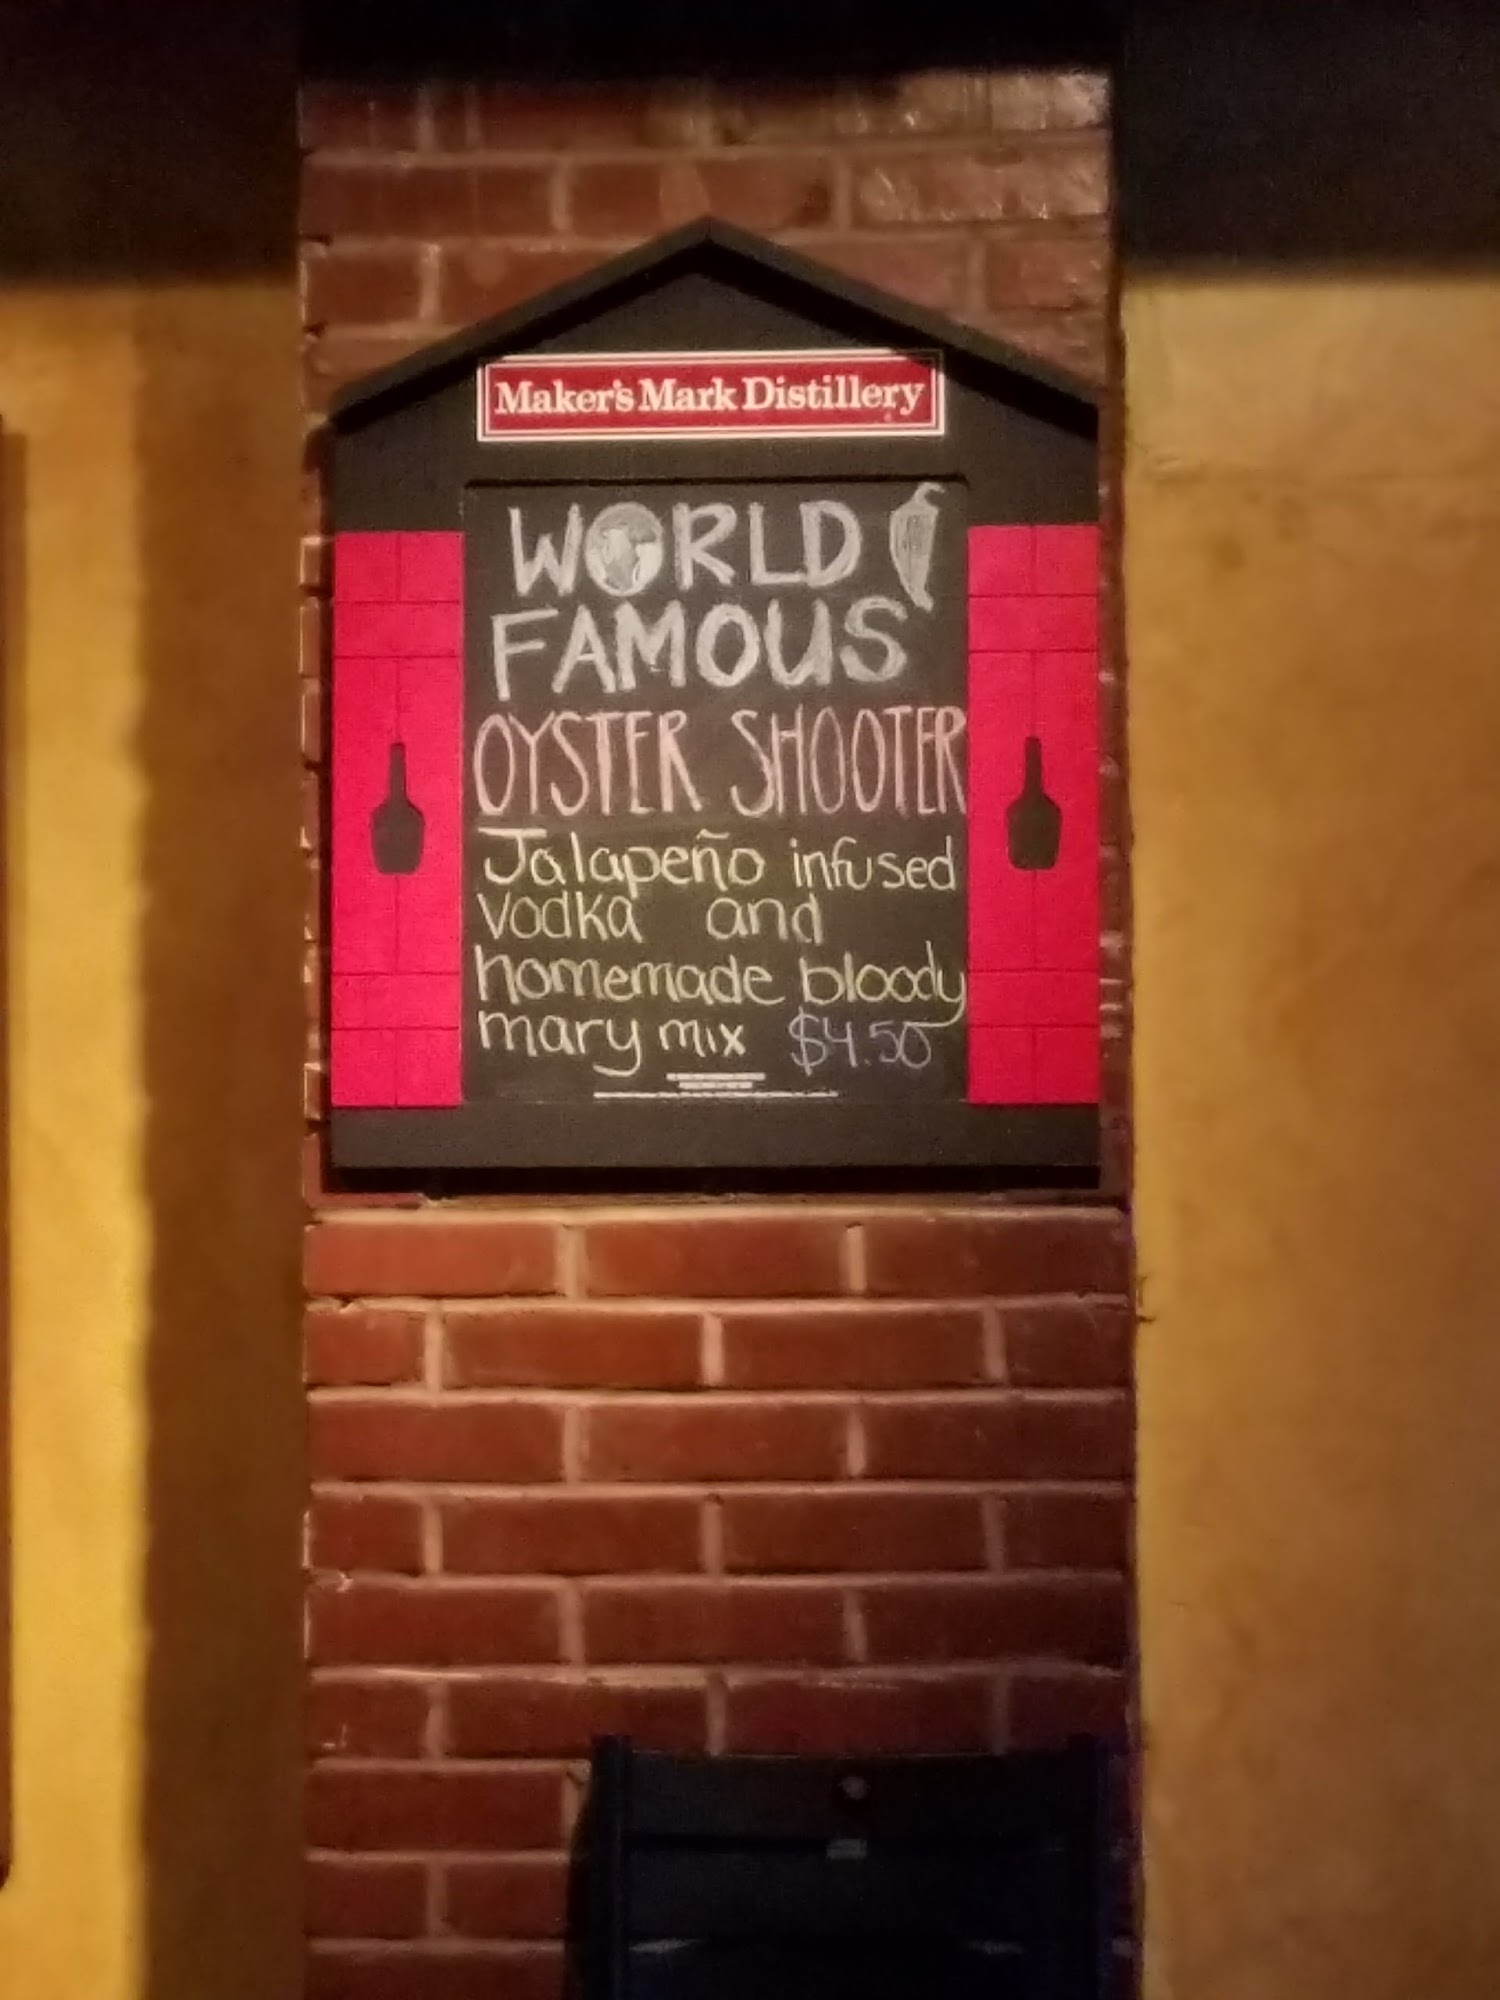 Maker's Mark Distillery
WORLD
FAMOUS
OYSTER SHOOTER
Jalapeño infused
vodka and
homemade bloody
mary mix $4.50